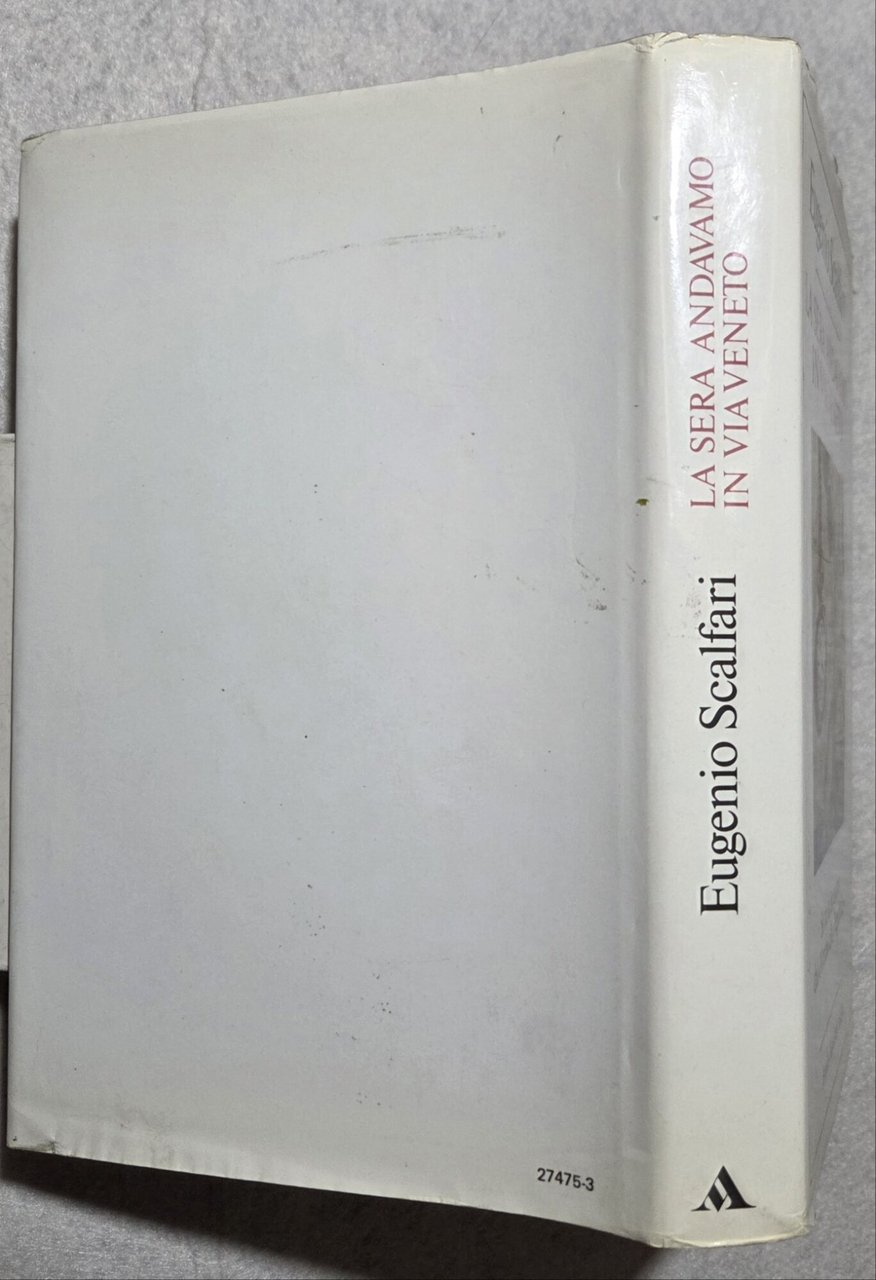 Eugenio Scalfari
LA SERA ANDAVAMO
IN VIA VENETO
27475-3